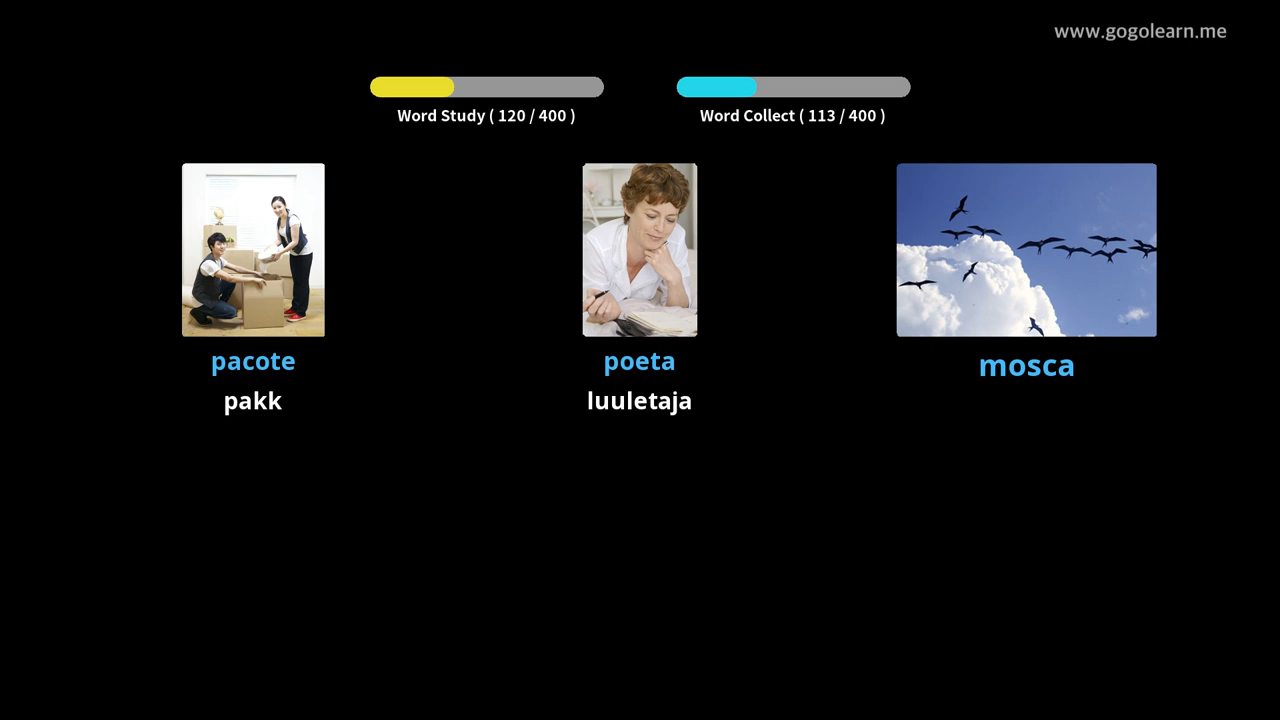 www.gogolearn.me
Word Study ( 120 / 400 )
Word Collect ( 113 / 400 )
pacote
pakk
poeta
luuletaja
mosca